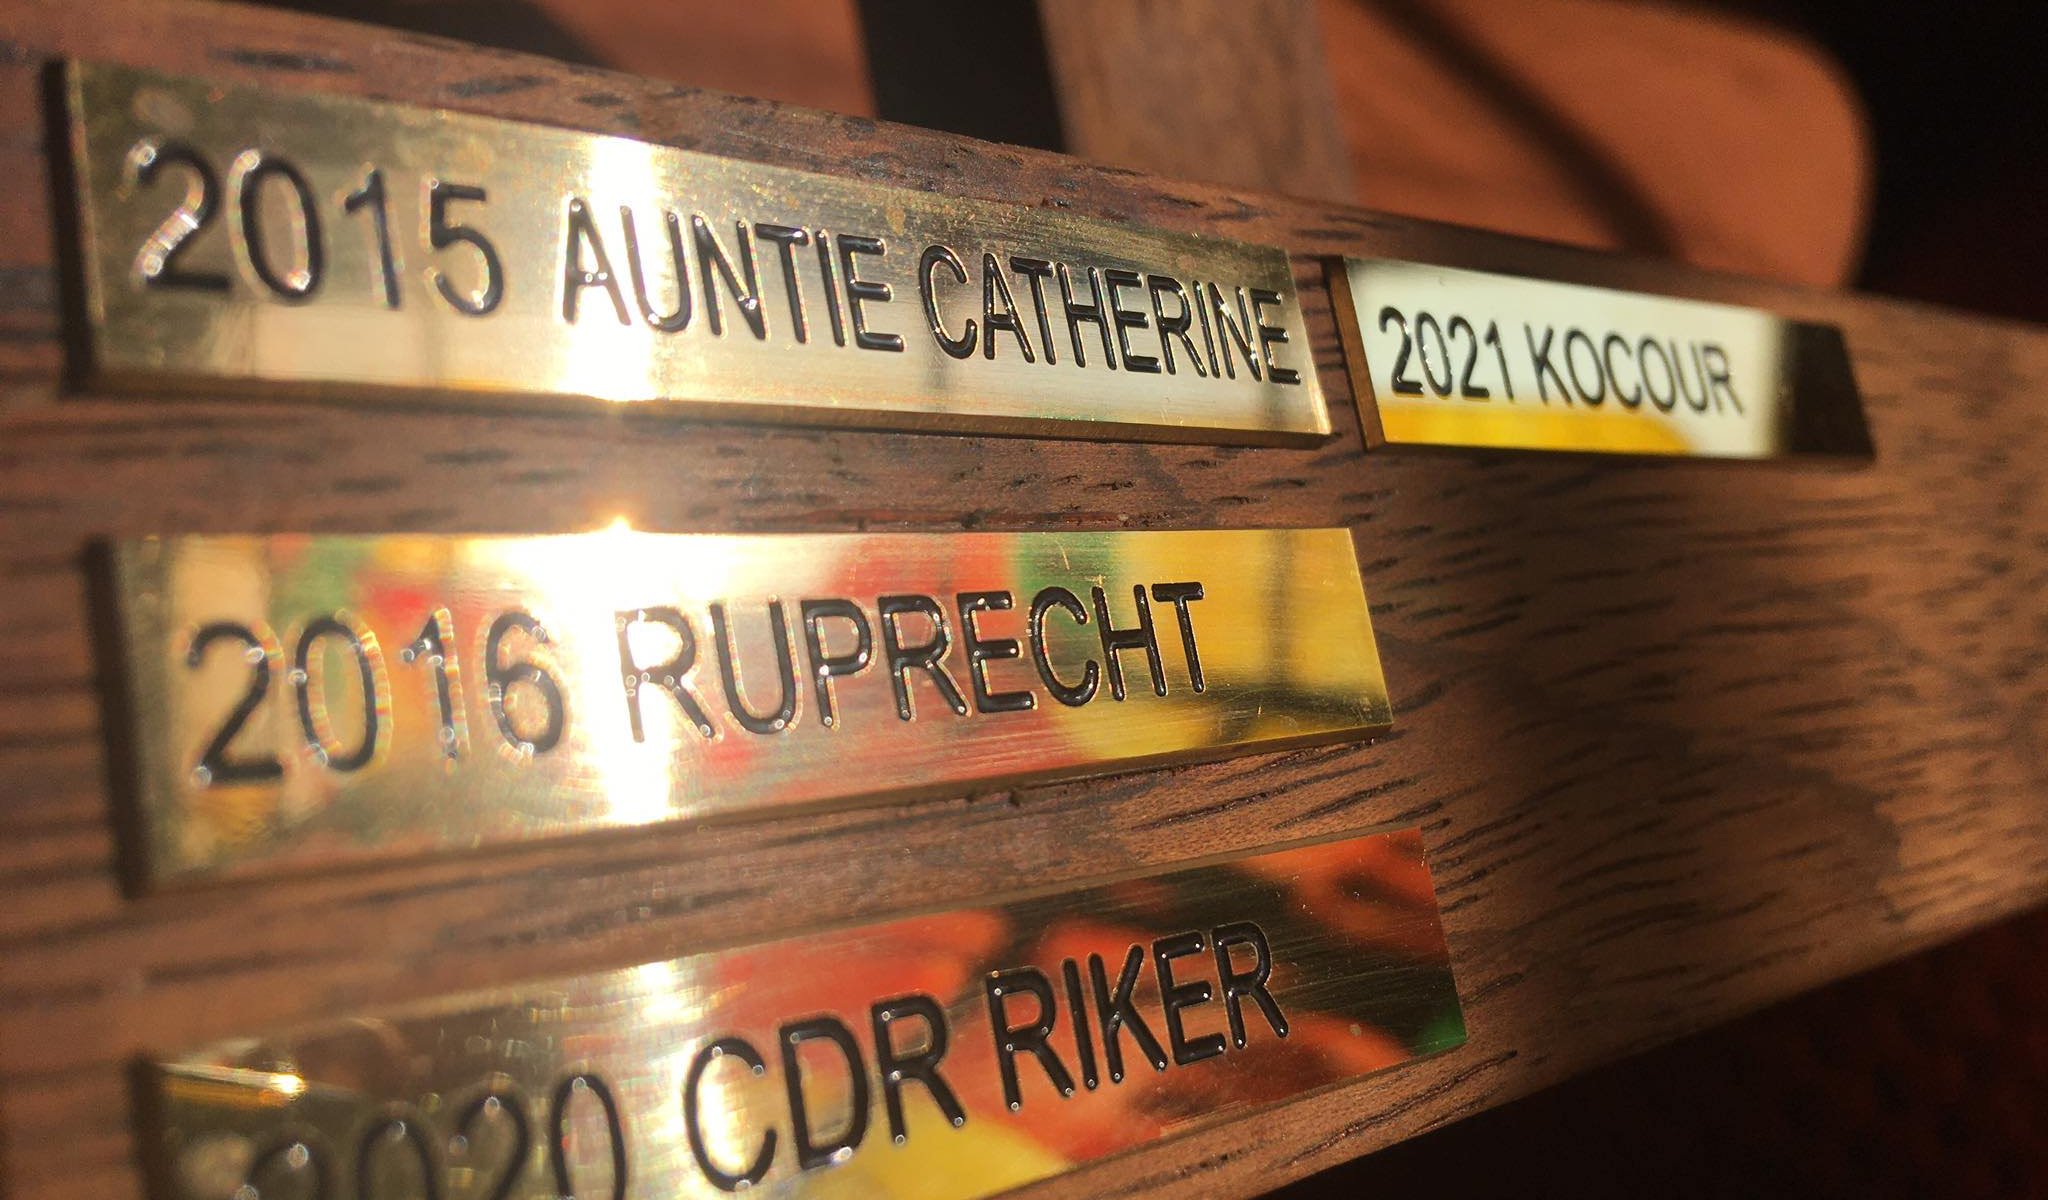 2015 AUNTIE CATHERINE
2021 KOCOUR
2016 RUPRECHT
2020 CDR RIKER